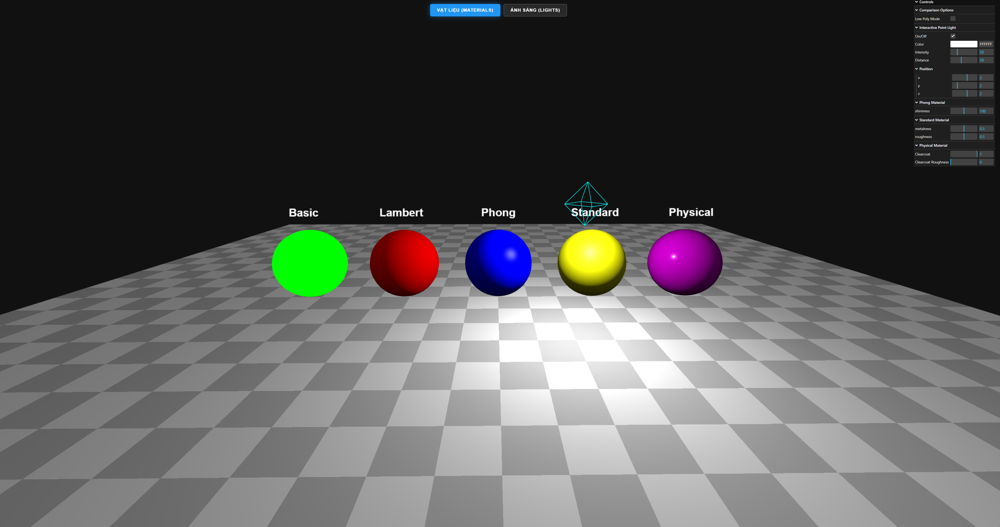 VẬT LIỆU (MATERIALS) ÁNH SÁNG (LIGHTS)
Controls
Comparison Options
Low Poly Mode
Interactive Point Light
On/Off
Color ffffff
Intensity 50
Distance 20
Position
x 2
y 2
z 2
Phong Material
shininess 100
Standard Material
metalness 0.5
roughness 0.5
Physical Material
Clearcoat 1
Clearcoat Roughness 0
Basic Lambert Phong Standard Physical